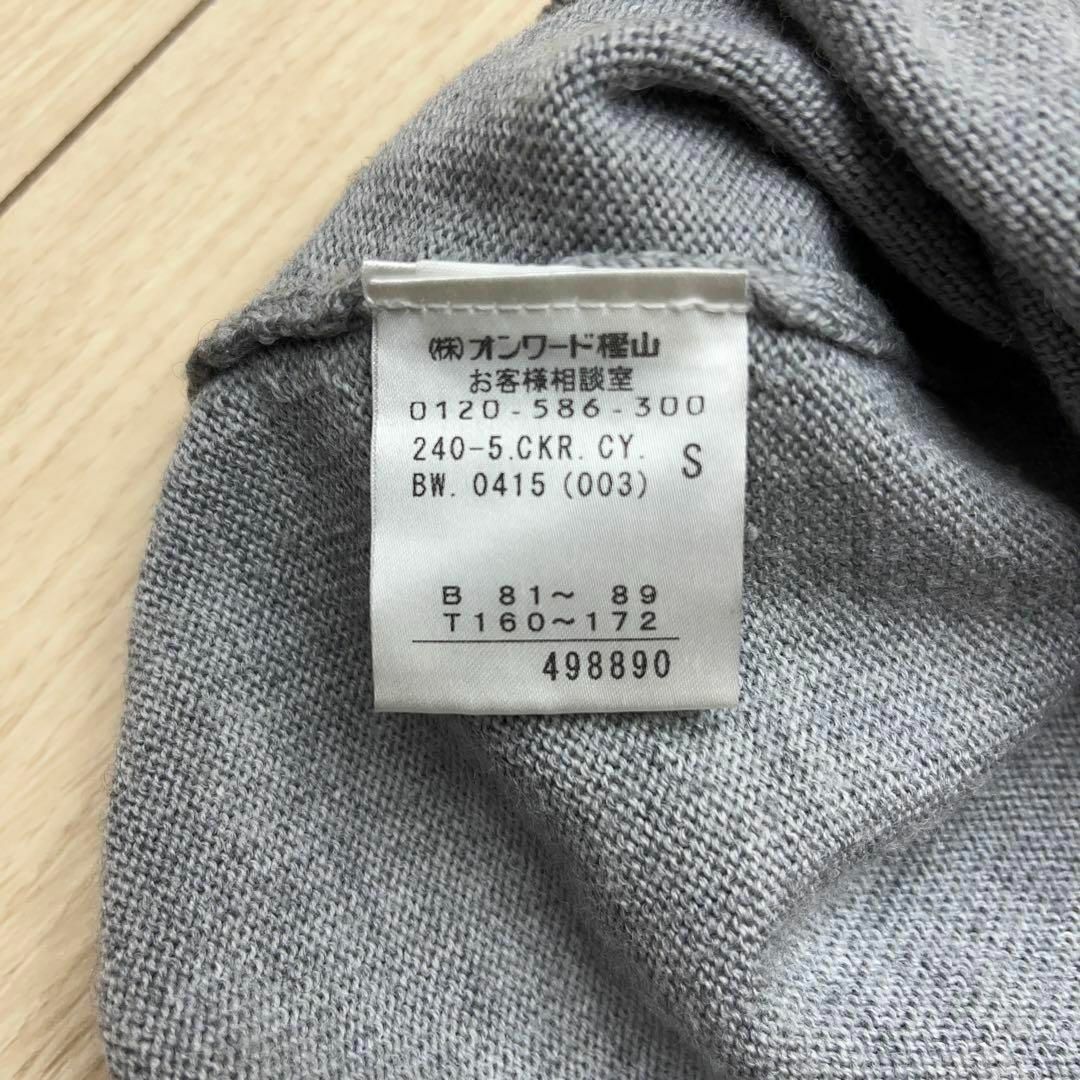 (株)オンワード樫山
お客様相談室
0120-586-300
240-5.CKR.CY. S
BW.0415(003)
B 81～ 89
T160～172
498890